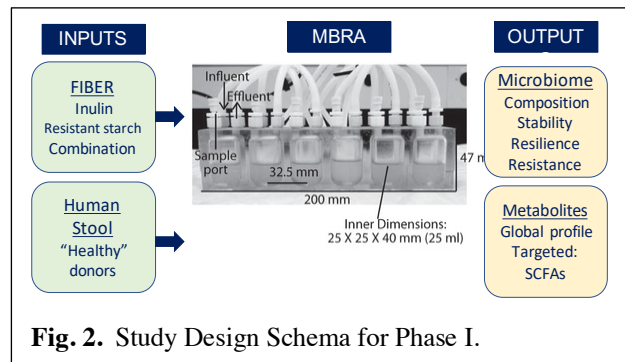 INPUTS
MBRA
OUTPUT
FIBER
Inulin
Resistant starch
Combination
Human
Stool
“Healthy”
donors
Influent
Effluent
Sample
port
32.5 mm
47 m
200 mm
Inner Dimensions:
25 X 25 X 40 mm (25 ml)
Microbiome
Composition
Stability
Resilience
Resistance
Metabolites
Global profile
Targeted:
SCFAs
Fig. 2. Study Design Schema for Phase I.